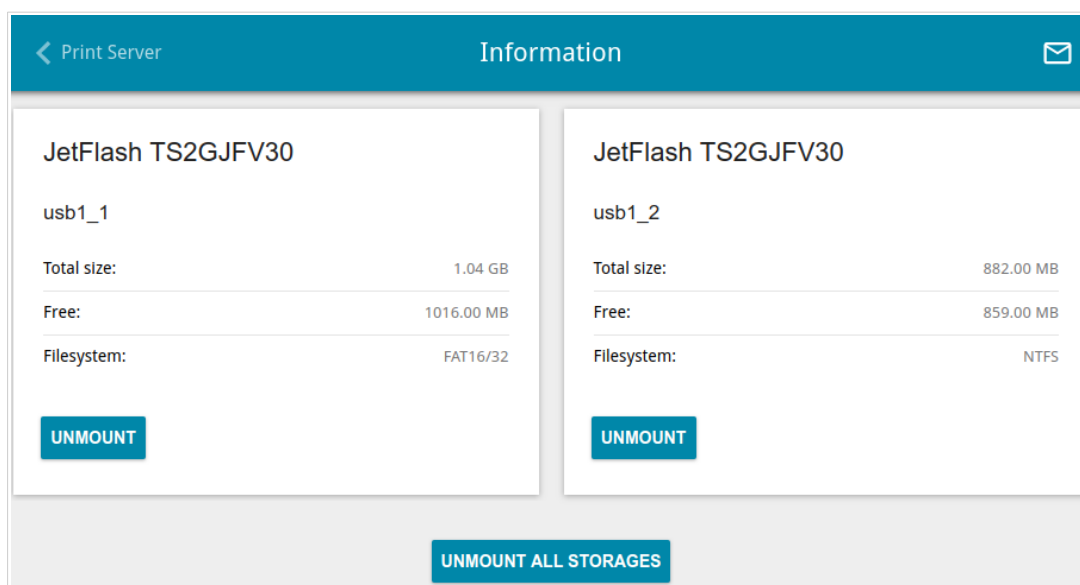 Print Server
Information
JetFlash TS2GJFV30
usb1_1
Total size: 1.04 GB
Free: 1016.00 MB
Filesystem: FAT16/32
UNMOUNT
JetFlash TS2GJFV30
usb1_2
Total size: 882.00 MB
Free: 859.00 MB
Filesystem: NTFS
UNMOUNT
UNMOUNT ALL STORAGES